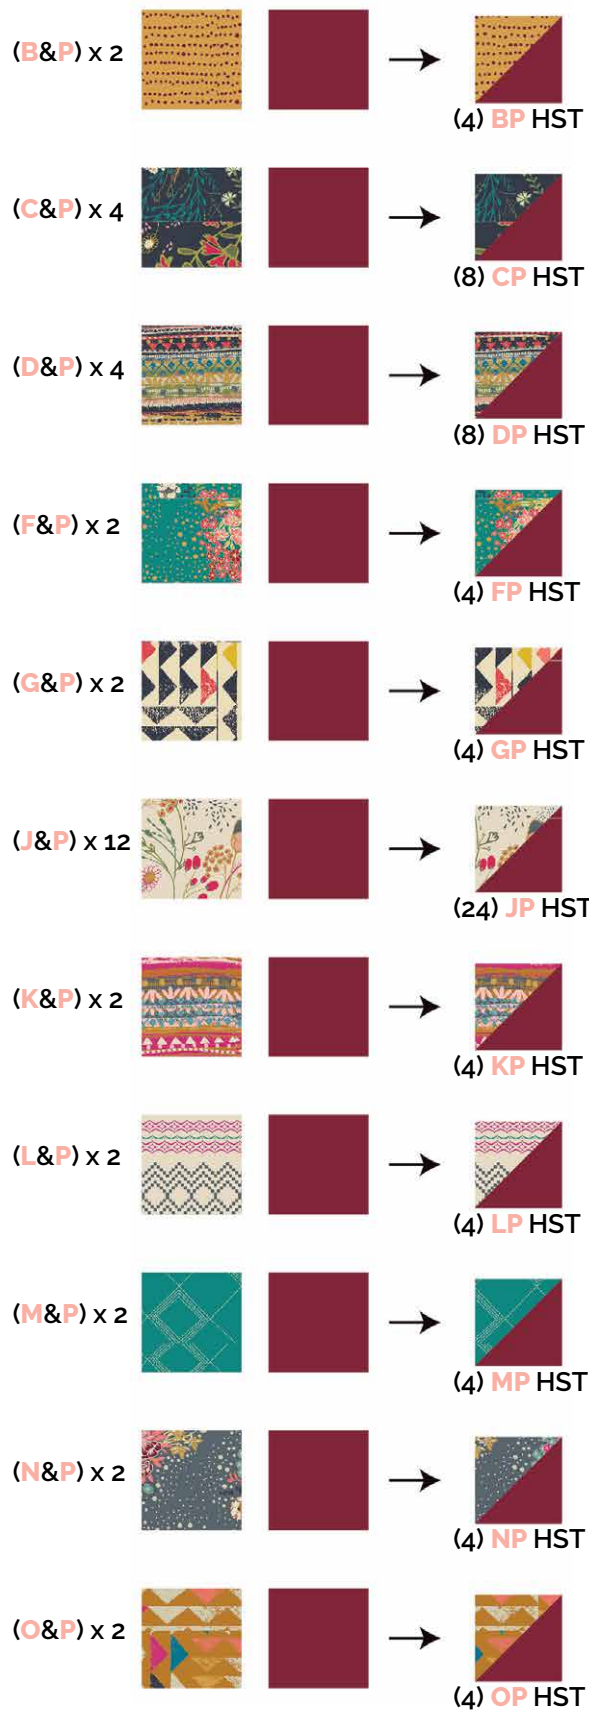 (B&P) x 2
(4) BP HST
(C&P) x 4
(8) CP HST
(D&P) x 4
(8) DP HST
(F&P) x 2
(4) FP HST
(G&P) x 2
(4) GP HST
(J&P) x 12
(24) JP HST
(K&P) x 2
(4) KP HST
(L&P) x 2
(4) LP HST
(M&P) x 2
(4) MP HST
(N&P) x 2
(4) NP HST
(O&P) x 2
(4) OP HST